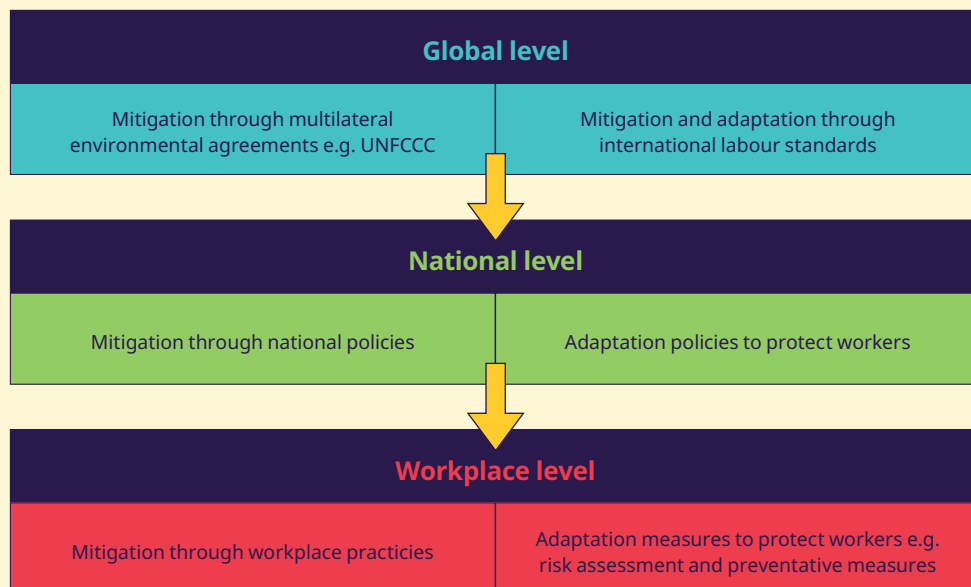 Global level
Mitigation through multilateral
environmental agreements e.g. UNFCCC
Mitigation and adaptation through
international labour standards
National level
Mitigation through national policies
Adaptation policies to protect workers
Workplace level
Mitigation through workplace practicies
Adaptation measures to protect workers e.g.
risk assessment and preventative measures